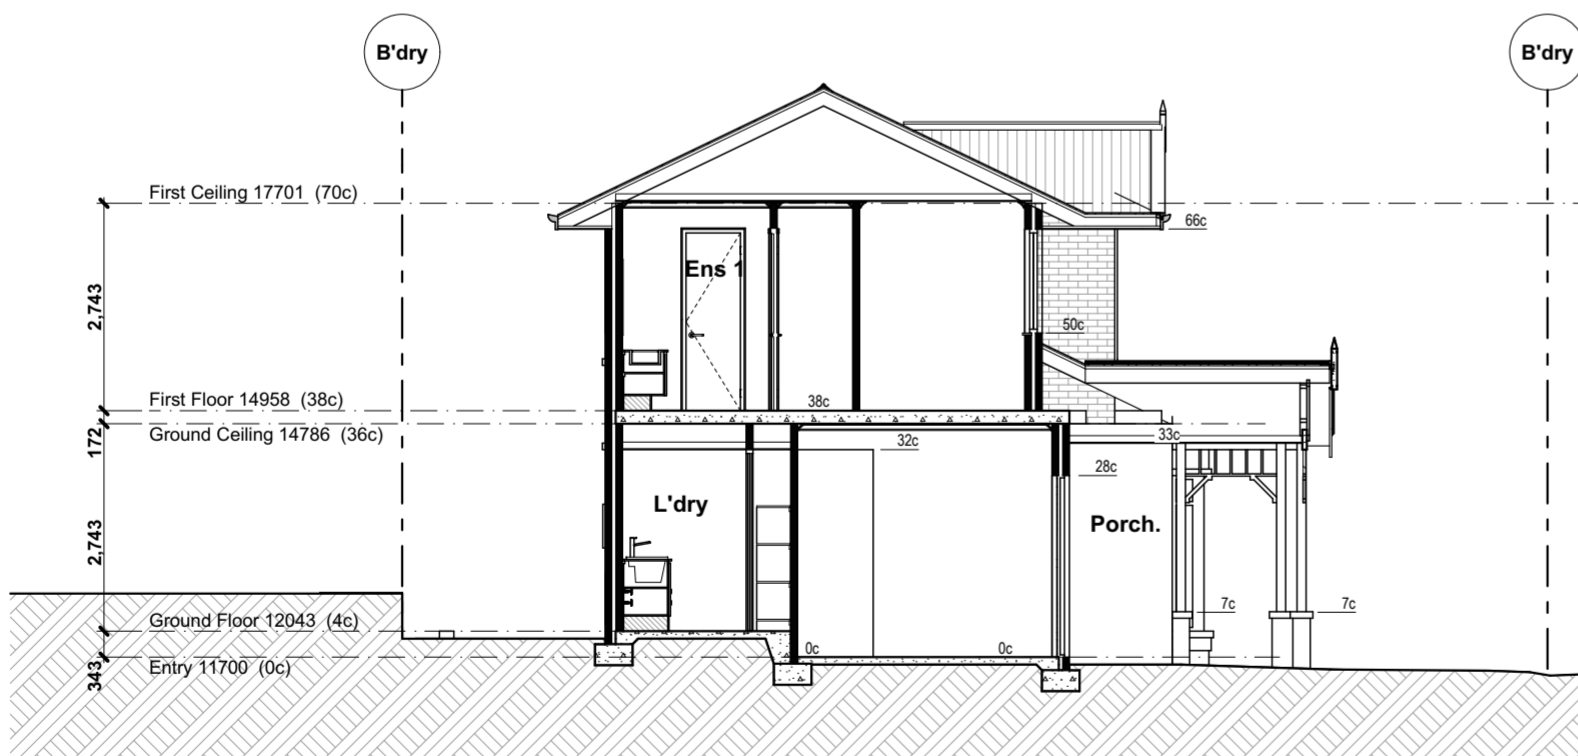 B'dry
B'dry
First Ceiling 17701 (70c)
66c
2,743
Ens 1
50c
First Floor 14958 (38c)
38c
172
Ground Ceiling 14786 (36c)
32c
33c
28c
2,743
L'dry
Porch.
7c
7c
Ground Floor 12043 (4c)
0c
0c
343
Entry 11700 (0c)